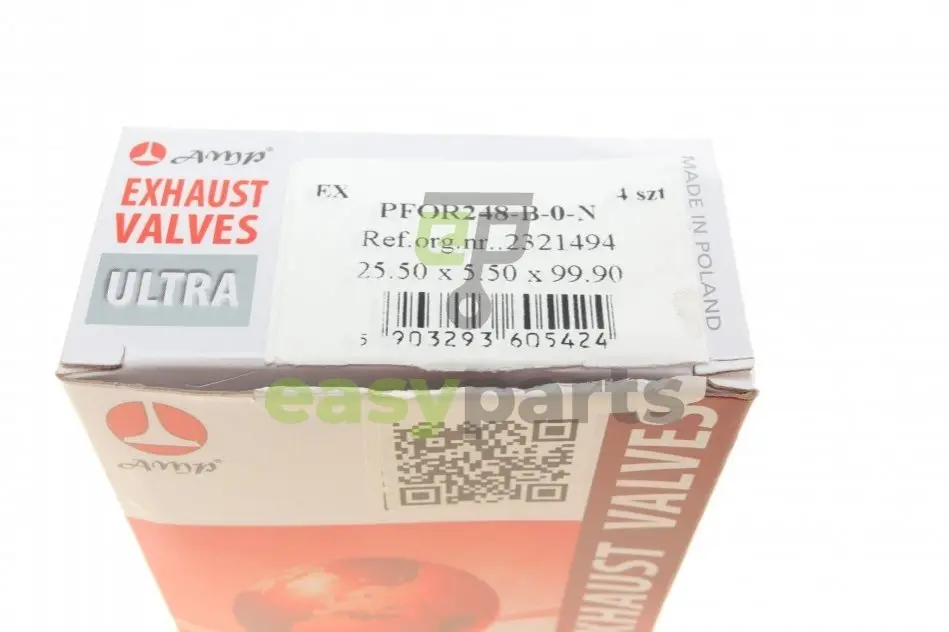 AMP®
EXHAUST
VALVES
ULTRA
EX
4 szt
PFOR248-B-0-N
Ref.org.nr..2321494
25.50 x 5.50 x 99.90
5 903293 605424
MADE IN POLAND
ep
easyparts
AMP®
EXHAUST VALVES